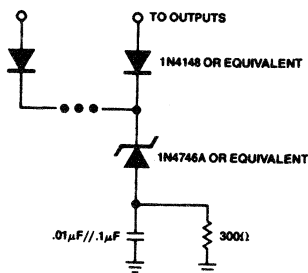 TO OUTPUTS
1N4148 OR EQUIVALENT
1N4746A OR EQUIVALENT
.01µF//.1µF
300Ω